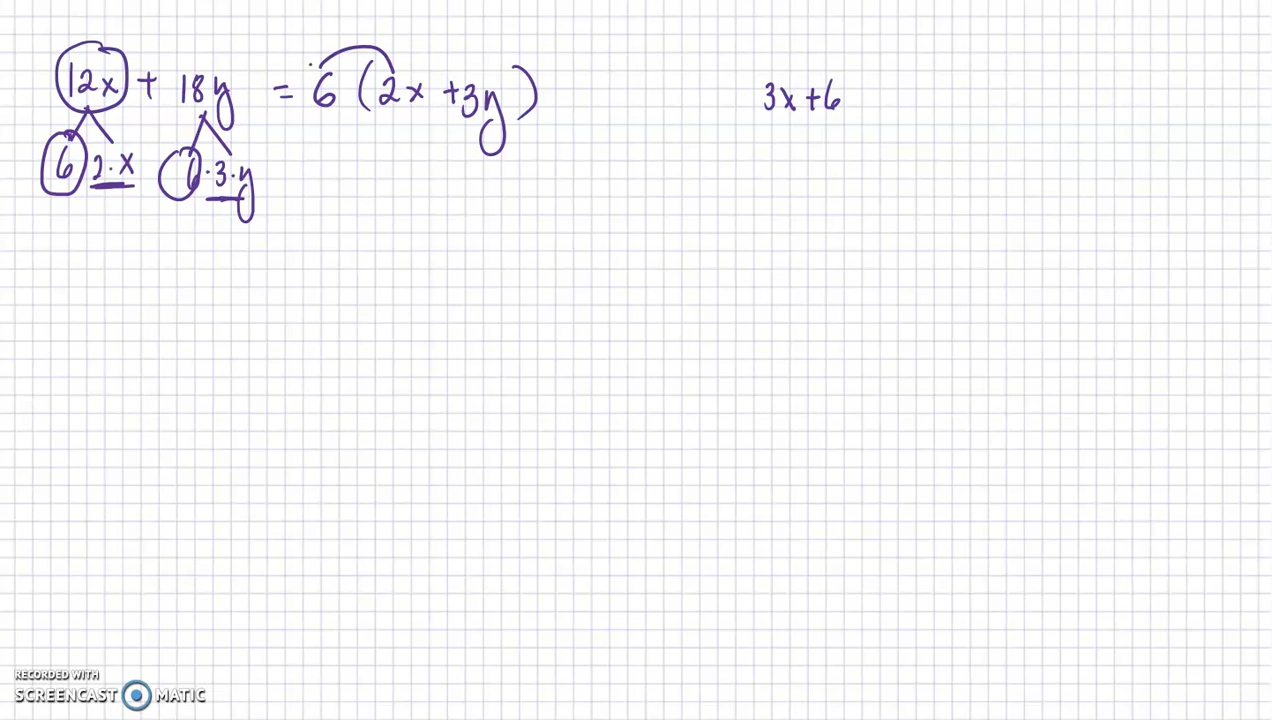 12x + 18y = 6 (2x + 3y)
6 2·x 6·3·y
3x + 6
RECORDED WITH
SCREENCAST MATIC